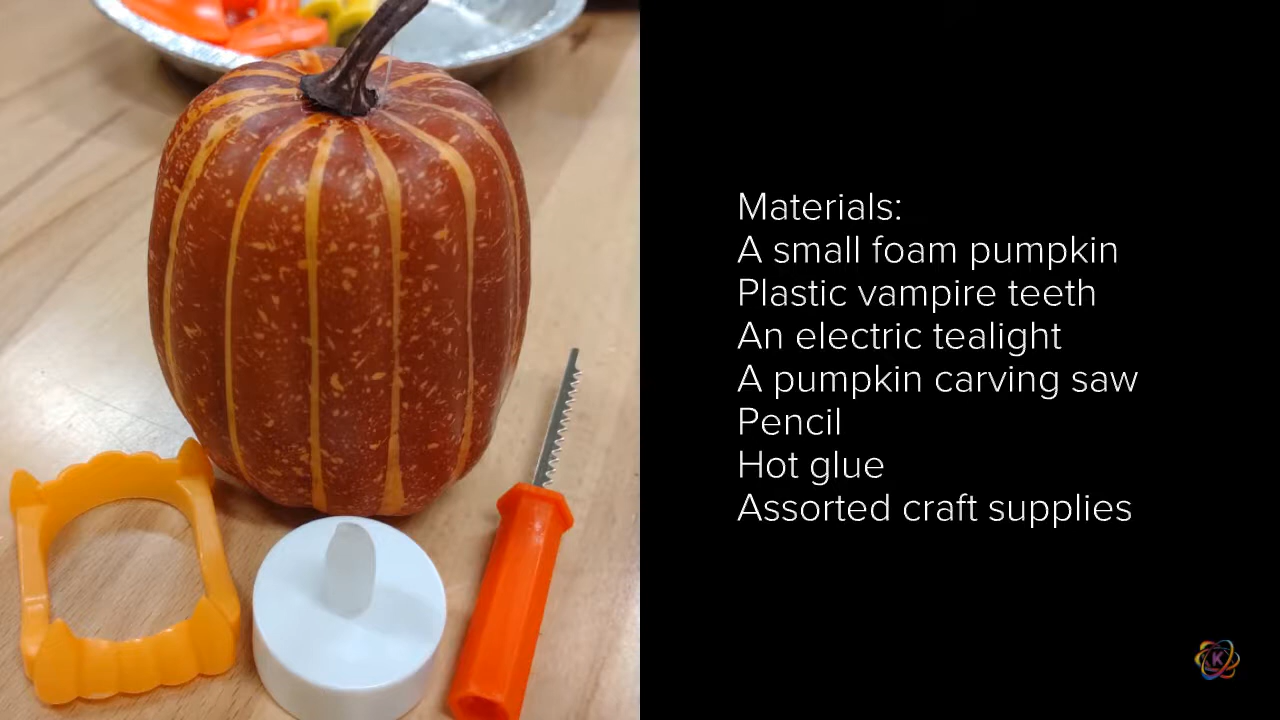 Materials:
A small foam pumpkin
Plastic vampire teeth
An electric tealight
A pumpkin carving saw
Pencil
Hot glue
Assorted craft supplies
K